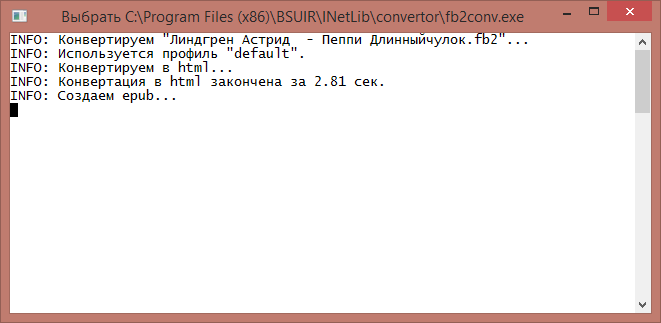 Выбрать C:\Program Files (x86)\BSUIR\INetLib\convertor\fb2conv.exe
INFO: Конвертируем "Линдгрен Астрид  - Пеппи Длинныйчулок.fb2"...
INFO: Используется профиль "default".
INFO: Конвертируем в html...
INFO: Конвертация в html закончена за 2.81 сек.
INFO: Создаем epub...